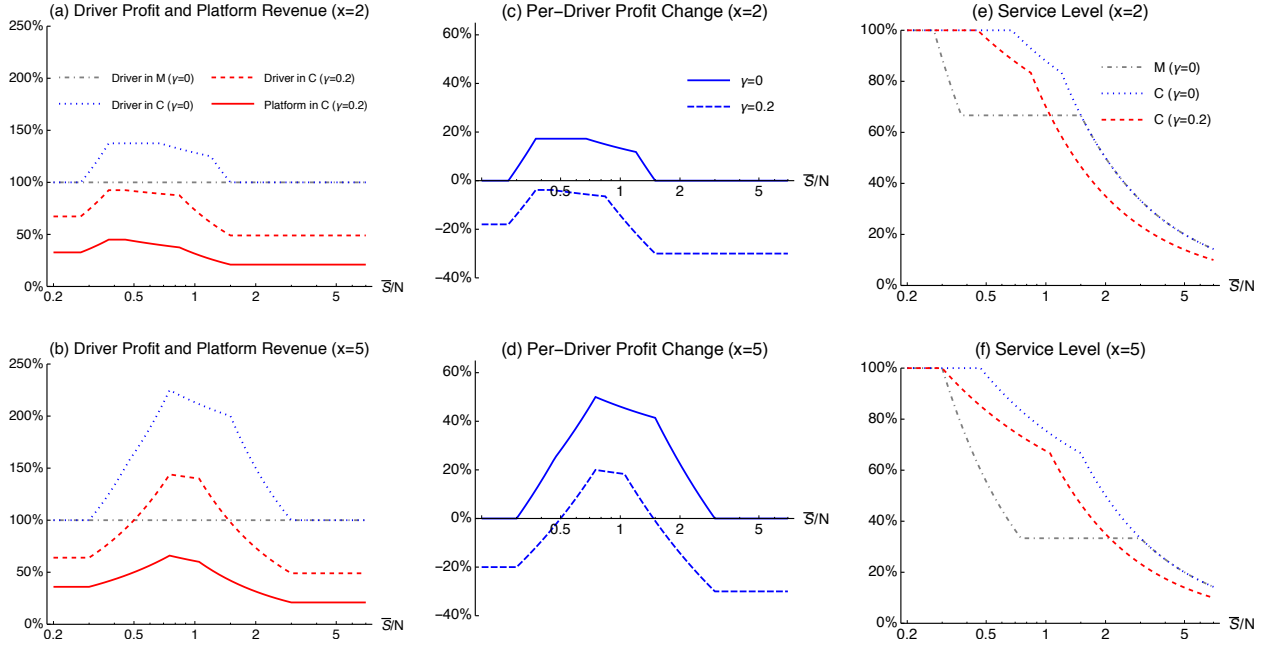 (a) Driver Profit and Platform Revenue (x=2)
250%
200%
150%
100%
50%
0%
Driver in M (γ=0)
Driver in C (γ=0.2)
Driver in C (γ=0)
Platform in C (γ=0.2)
0.2 0.5 1 2 5
S̅/N
(c) Per−Driver Profit Change (x=2)
60%
40%
20%
0%
−20%
−40%
γ=0
γ=0.2
0.5 1 2 5
S̅/N
(e) Service Level (x=2)
100%
80%
60%
40%
20%
0%
M (γ=0)
C (γ=0)
C (γ=0.2)
0.2 0.5 1 2 5
S̅/N
(b) Driver Profit and Platform Revenue (x=5)
250%
200%
150%
100%
50%
0%
0.2 0.5 1 2 5
S̅/N
(d) Per−Driver Profit Change (x=5)
60%
40%
20%
0%
−20%
−40%
0.5 1 2 5
S̅/N
(f) Service Level (x=5)
100%
80%
60%
40%
20%
0%
0.2 0.5 1 2 5
S̅/N